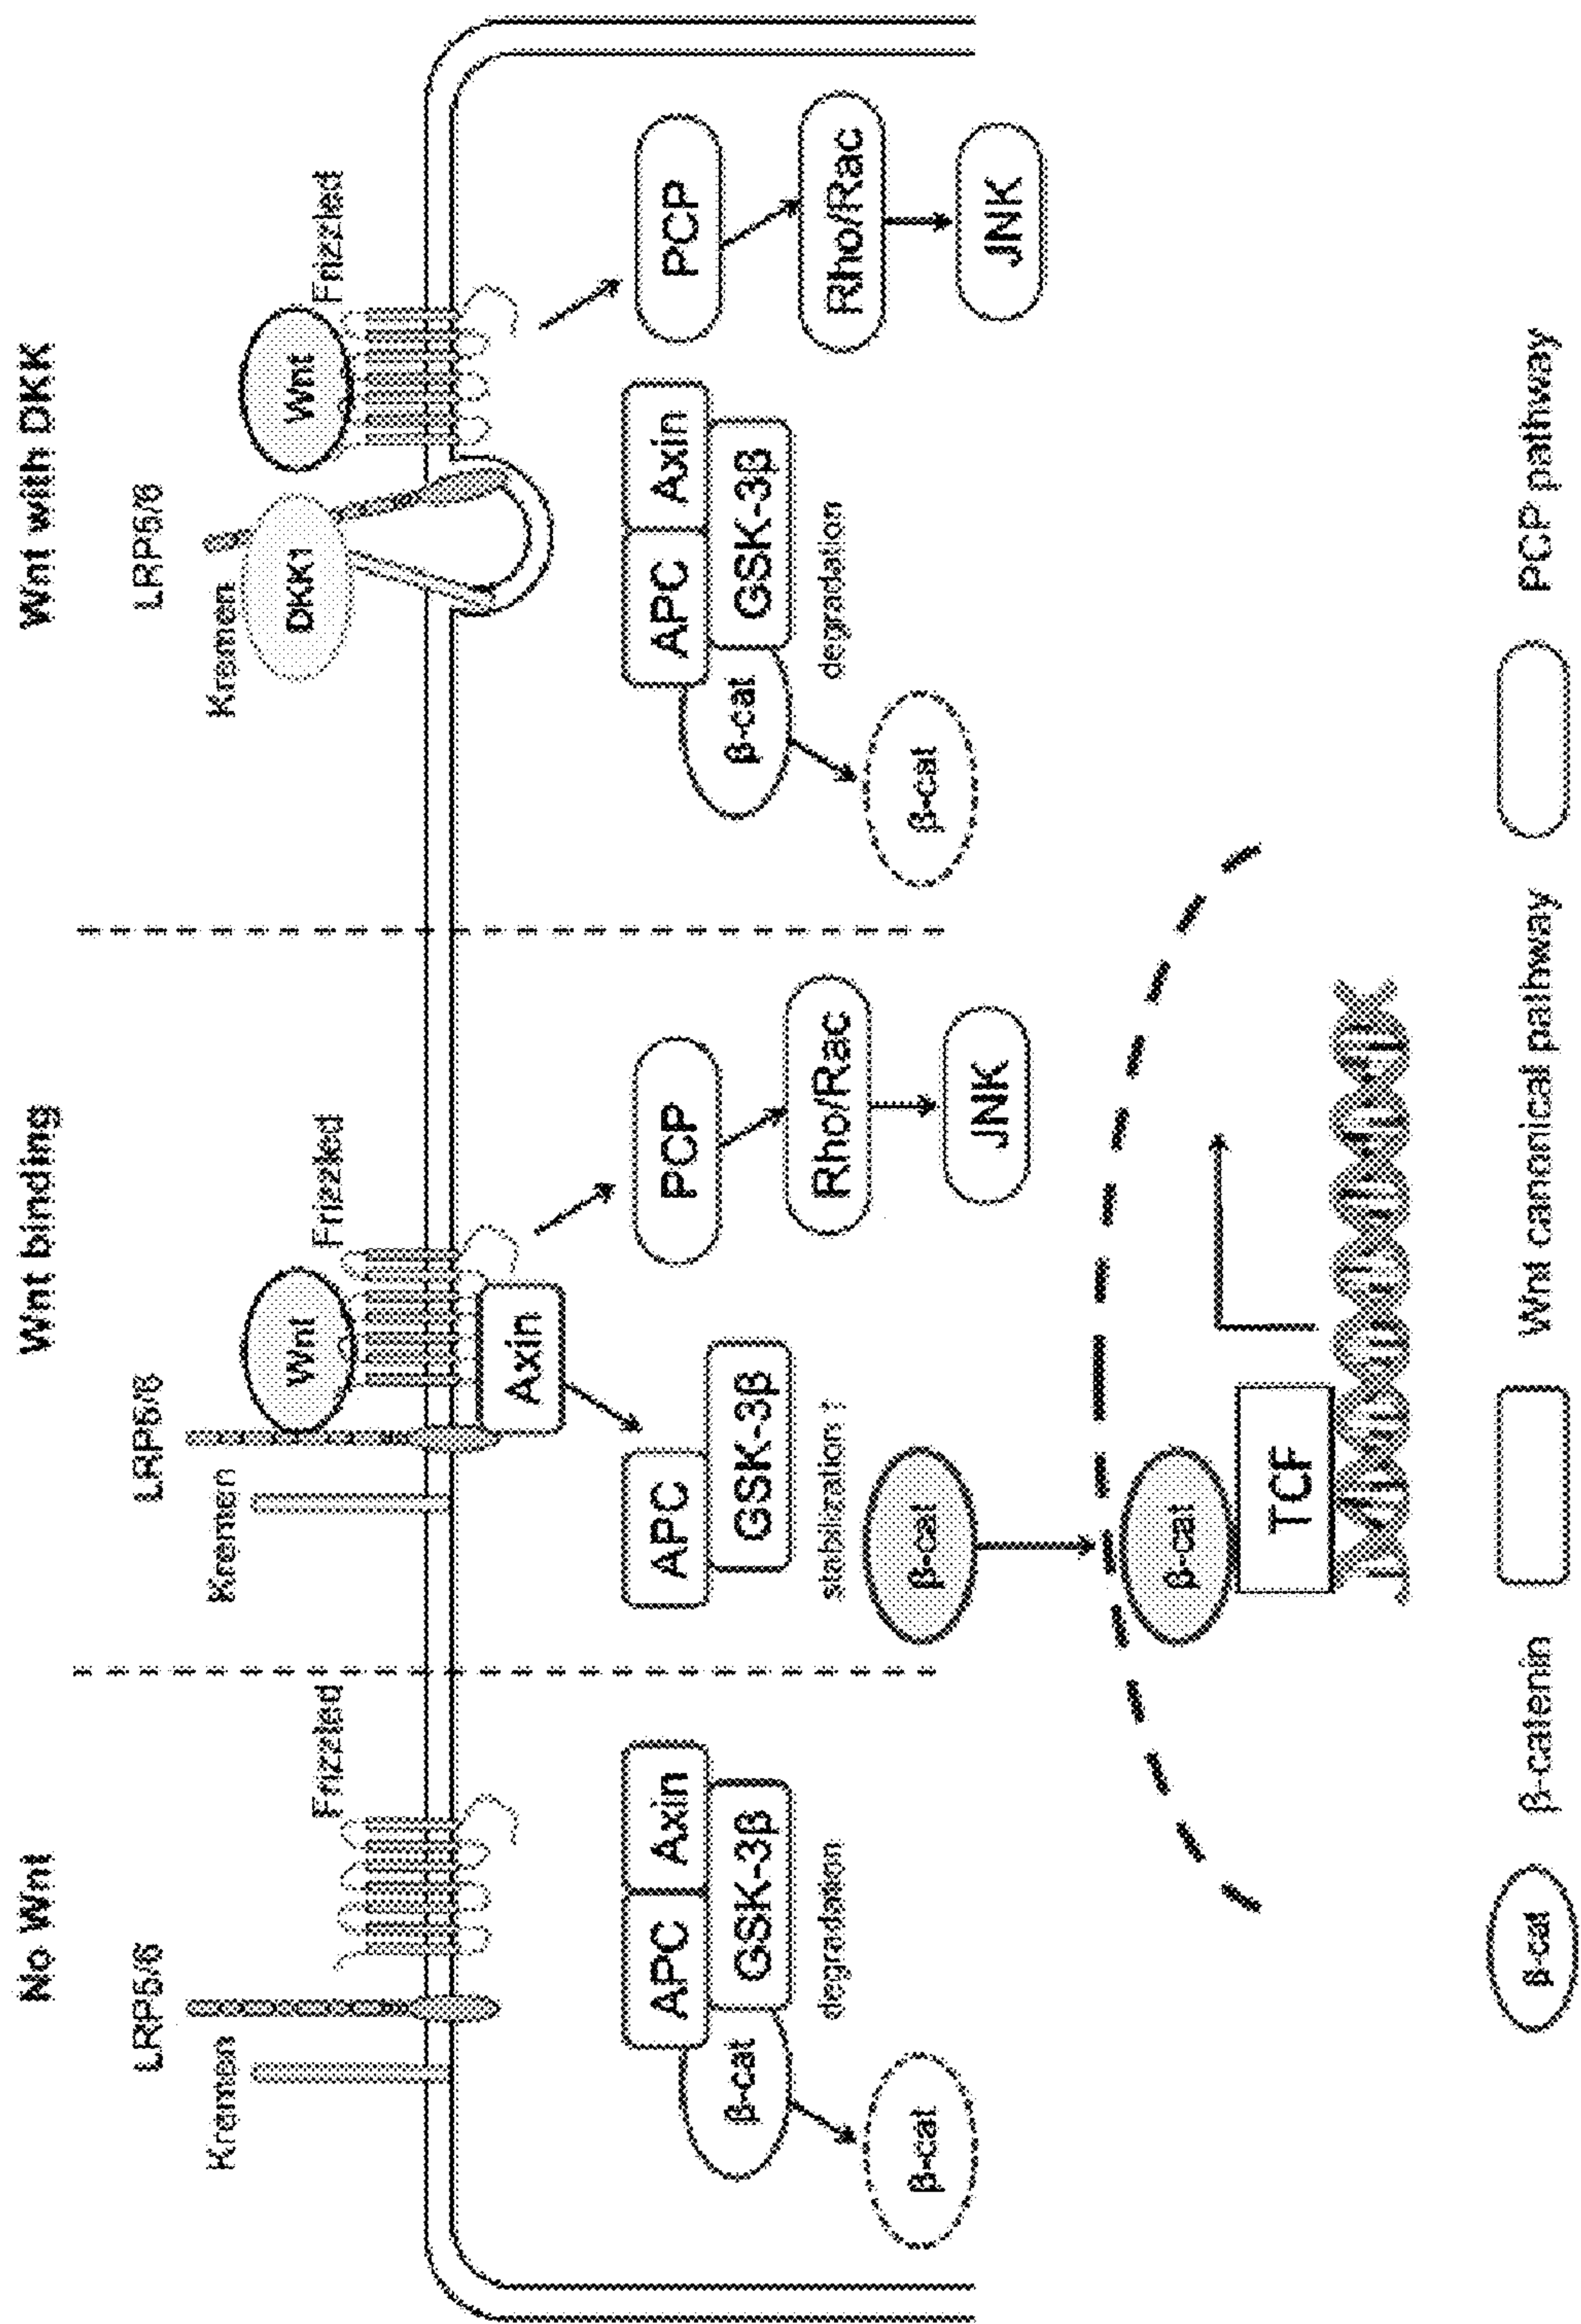 No Wnt
Wnt binding
Wnt with DKK
LRP5/6
LRP5/6
LRP5/6
Kremen
Kremen
Kremen
Wnt
DKK1
Wnt
Frizzled
Frizzled
Frizzled
Axin
APC
Axin
APC
PCP
APC
Axin
PCP
β-cat
GSK-3β
GSK-3β
β-cat
GSK-3β
degradation
stabilization ?
Rho/Rac
degradation
Rho/Rac
β-cat
β-cat
JNK
β-cat
JNK
β-cat
TCF
β-cat
β-catenin
Wnt canonical pathway
PCP pathway